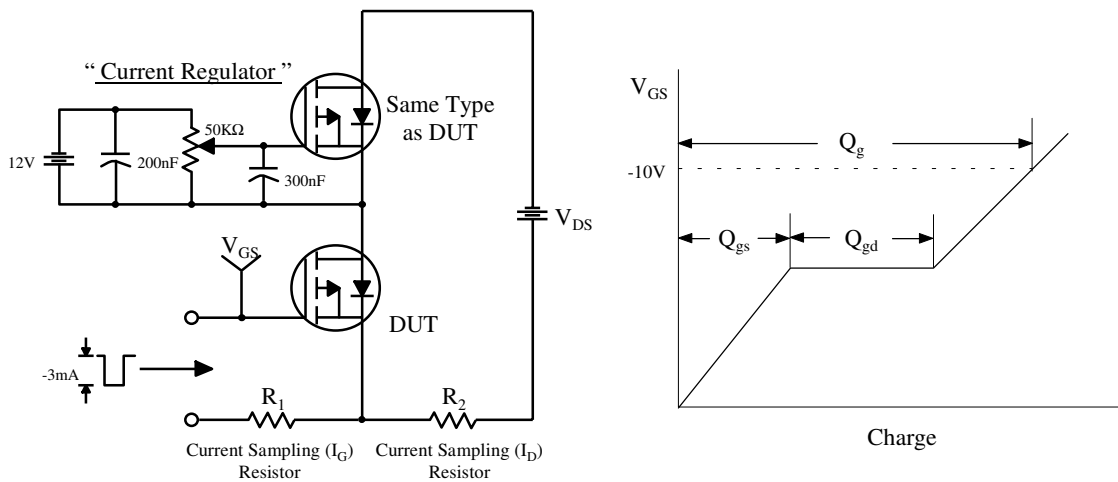 “ Current Regulator ”
Same Type
as DUT
50KΩ
12V
200nF
300nF
V_GS
DUT
V_DS
-3mA
R_1
R_2
Current Sampling (I_G)
Resistor
Current Sampling (I_D)
Resistor
V_GS
Q_g
-10V
Q_gs
Q_gd
Charge